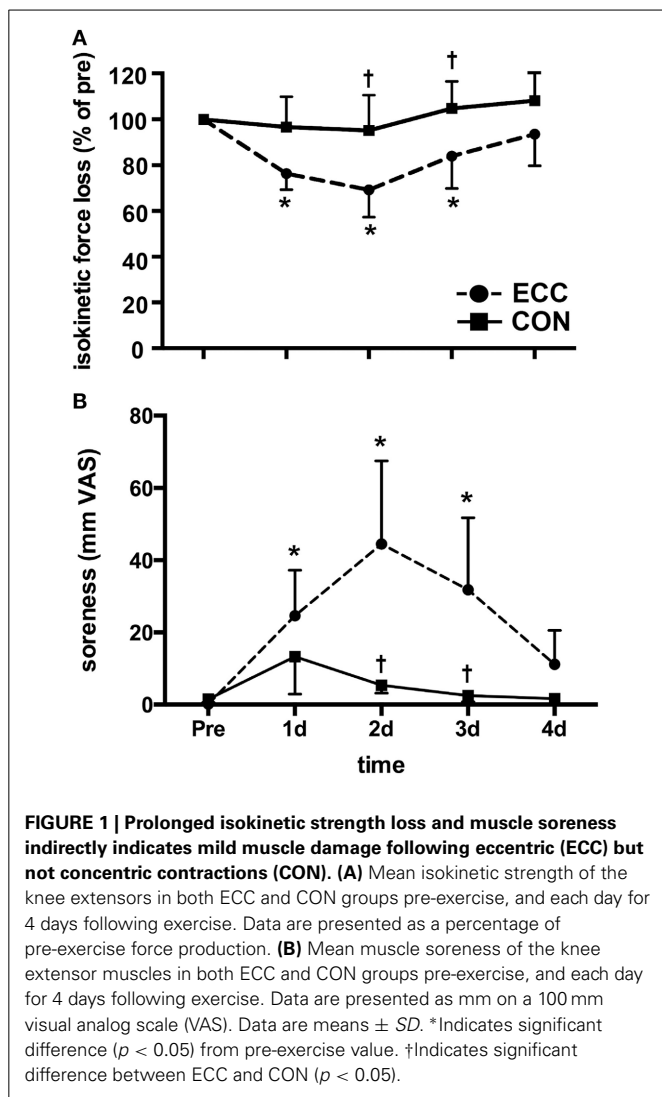 A
isokinetic force loss (% of pre)
120
100
80
60
40
20
0
†
†
*
*
*
ECC
CON
B
soreness (mm VAS)
80
60
40
20
0
*
*
*
†
†
Pre 1d 2d 3d 4d
time
FIGURE 1 | Prolonged isokinetic strength loss and muscle soreness
indirectly indicates mild muscle damage following eccentric (ECC) but
not concentric contractions (CON). (A) Mean isokinetic strength of the
knee extensors in both ECC and CON groups pre-exercise, and each day for
4 days following exercise. Data are presented as a percentage of
pre-exercise force production. (B) Mean muscle soreness of the knee
extensor muscles in both ECC and CON groups pre-exercise, and each day
for 4 days following exercise. Data are presented as mm on a 100 mm
visual analog scale (VAS). Data are means ± SD. *Indicates significant
difference (p < 0.05) from pre-exercise value. †Indicates significant
difference between ECC and CON (p < 0.05).